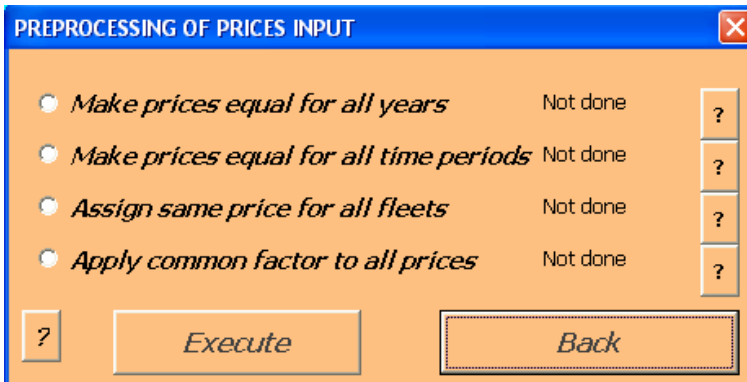 PREPROCESSING OF PRICES INPUT
Make prices equal for all years Not done ?
Make prices equal for all time periods Not done ?
Assign same price for all fleets Not done ?
Apply common factor to all prices Not done ?
? Execute Back